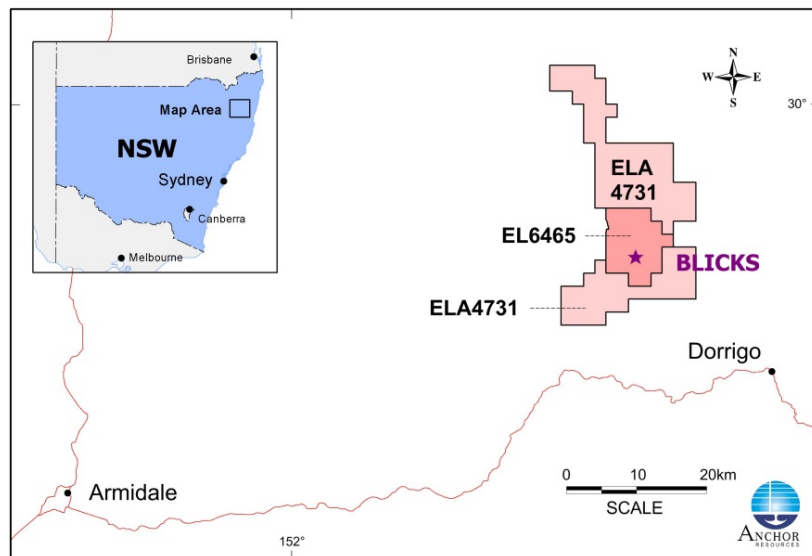 Brisbane
Map Area
NSW
Sydney
Canberra
Melbourne
N
W E
S
30°
ELA
4731
EL6465
BLICKS
ELA4731
Dorrigo
Armidale
0 10 20km
SCALE
152°
ANCHOR
RESOURCES